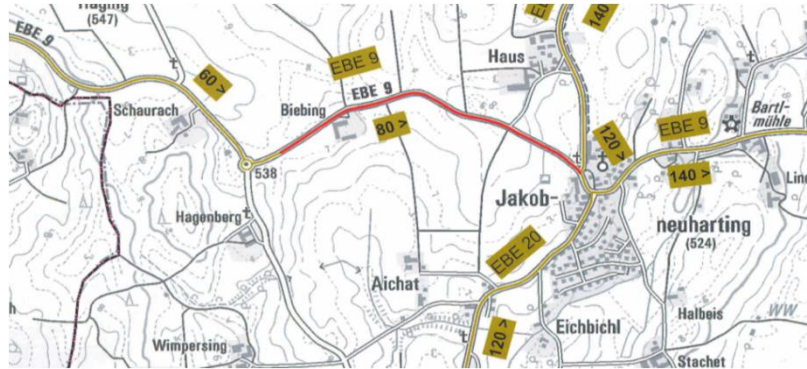 Haging
(547)
EBE 9
60 >
Schaurach
EBE 9
EBE 9
Biebing
80 >
538
Hagenberg
Haus
140 >
120 >
EBE 9
Bartl-
mühle
140 >
Jakob-
neuharting
(524)
EBE 20
Aichat
120 >
Eichbichl
Halbeis
WW
Wimpersing
Stachet